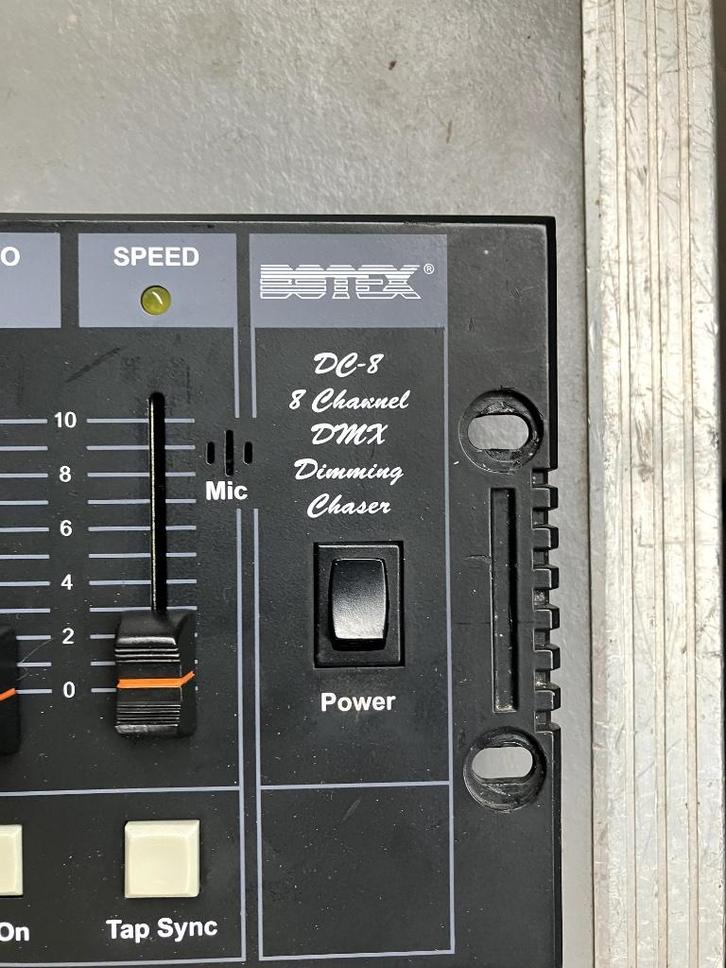 O
SPEED
BOTEX®
DC-8
8 Channel
DMX
Dimming
Chaser
10
8
Mic
6
4
2
0
Power
On
Tap Sync